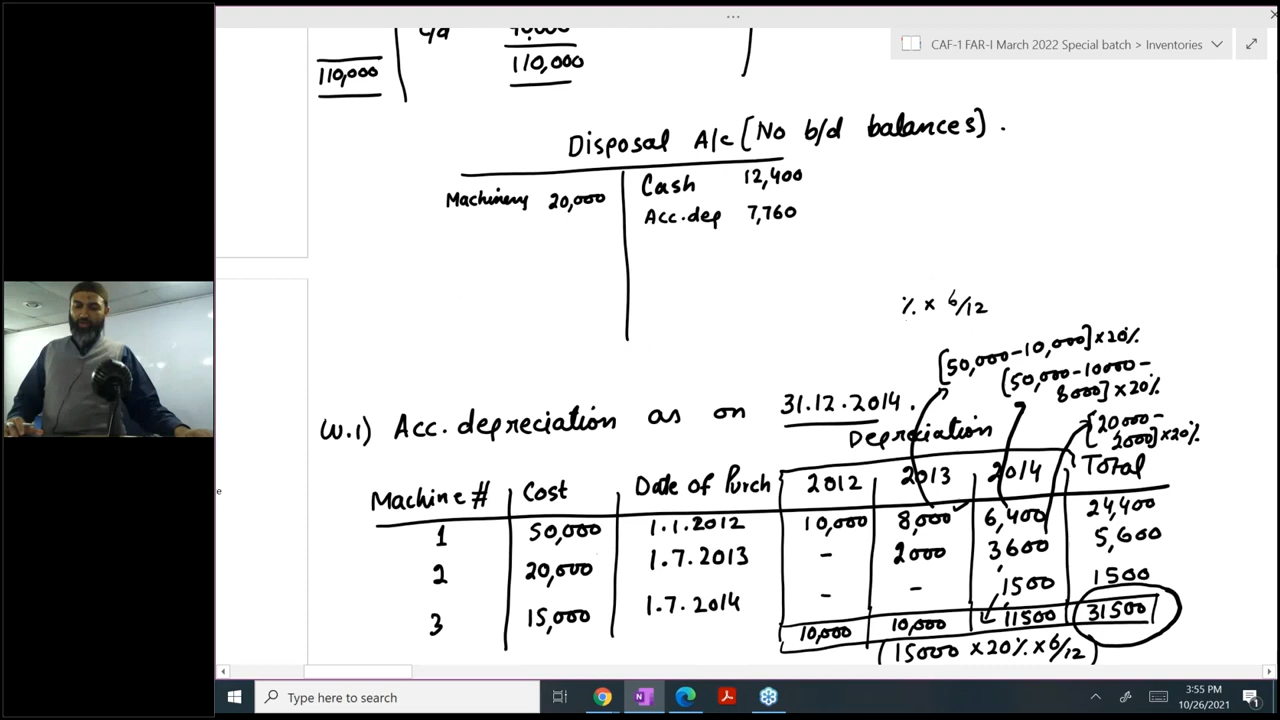 CAF-1 FAR-I March 2022 Special batch > Inventories
c/d
110,000
110,000
Disposal A/c [No b/d balances].
Machinery 20,000
Cash 12,400
Acc.dep 7,760
% × 6/12
[50,000-10,000]×20%
[50,000-10000-
8000]×20%
[20000-
2000]×20%
W.1) Acc. depreciation as on 31.12.2014.
Depreciation
Machine # Cost Date of Purch 2012 2013 2014 Total
1 50,000 1.1.2012 10,000 8,000 6,400 24,400
2 20,000 1.7.2013 - 2000 3600 5,600
3 15,000 1.7.2014 - - 1500 1500
10,000 10,000 11500 31500
(15000 ×20%×6/12)
e
Type here to search
3:55 PM
10/26/2021
1